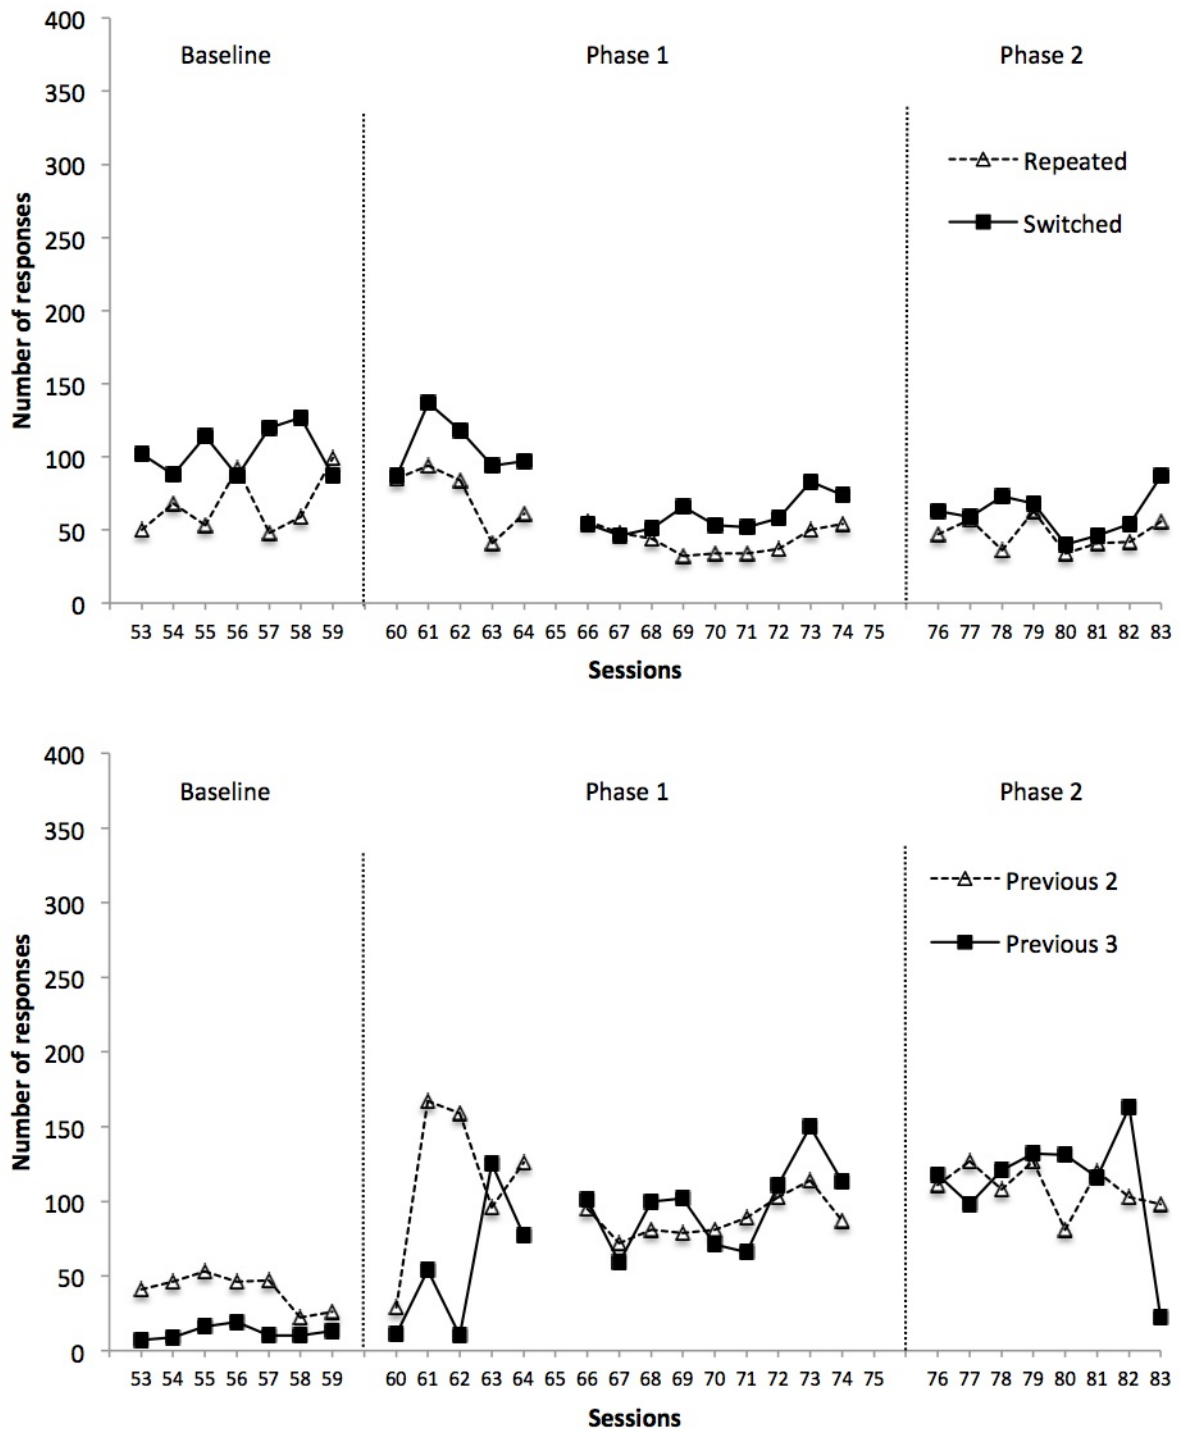 400
Baseline Phase 1 Phase 2
350
300
Repeated
250
Switched
200
150
100
50
0
Number of responses
53 54 55 56 57 58 59 60 61 62 63 64 65 66 67 68 69 70 71 72 73 74 75 76 77 78 79 80 81 82 83
Sessions
400
Baseline Phase 1 Phase 2
350
300
Previous 2
250
Previous 3
200
150
100
50
0
Number of responses
53 54 55 56 57 58 59 60 61 62 63 64 65 66 67 68 69 70 71 72 73 74 75 76 77 78 79 80 81 82 83
Sessions